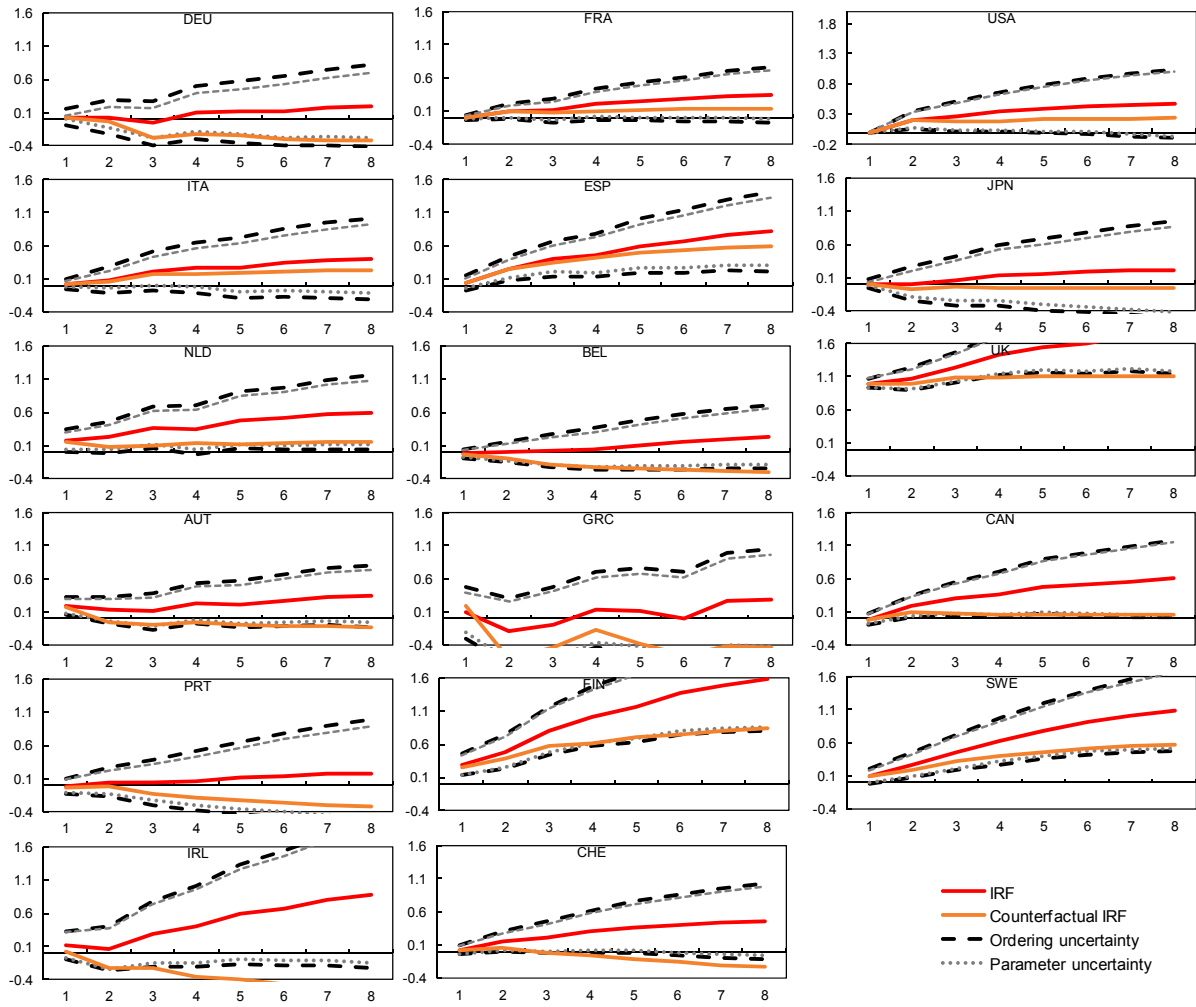 DEU
1.6
1.1
0.6
0.1
-0.4
1 2 3 4 5 6 7 8
FRA
1.6
1.1
0.6
0.1
-0.4
1 2 3 4 5 6 7 8
USA
1.8
1.3
0.8
0.3
-0.2
1 2 3 4 5 6 7 8
ITA
1.6
1.1
0.6
0.1
-0.4
1 2 3 4 5 6 7 8
ESP
1.6
1.1
0.6
0.1
-0.4
1 2 3 4 5 6 7 8
JPN
1.6
1.1
0.6
0.1
-0.4
1 2 3 4 5 6 7 8
NLD
1.6
1.1
0.6
0.1
-0.4
1 2 3 4 5 6 7 8
BEL
1.6
1.1
0.6
0.1
-0.4
1 2 3 4 5 6 7 8
UK
1.6
1.1
0.6
0.1
-0.4
1 2 3 4 5 6 7 8
AUT
1.6
1.1
0.6
0.1
-0.4
1 2 3 4 5 6 7 8
GRC
1.6
1.1
0.6
0.1
-0.4
1 2 3 4 5 6 7 8
CAN
1.6
1.1
0.6
0.1
-0.4
1 2 3 4 5 6 7 8
PRT
1.6
1.1
0.6
0.1
-0.4
1 2 3 4 5 6 7 8
FIN
1.6
1.1
0.6
0.1
-0.4
1 2 3 4 5 6 7 8
SWE
1.6
1.1
0.6
0.1
-0.4
1 2 3 4 5 6 7 8
IRL
1.6
1.1
0.6
0.1
-0.4
1 2 3 4 5 6 7 8
CHE
1.6
1.1
0.6
0.1
-0.4
1 2 3 4 5 6 7 8
IRF
Counterfactual IRF
Ordering uncertainty
Parameter uncertainty